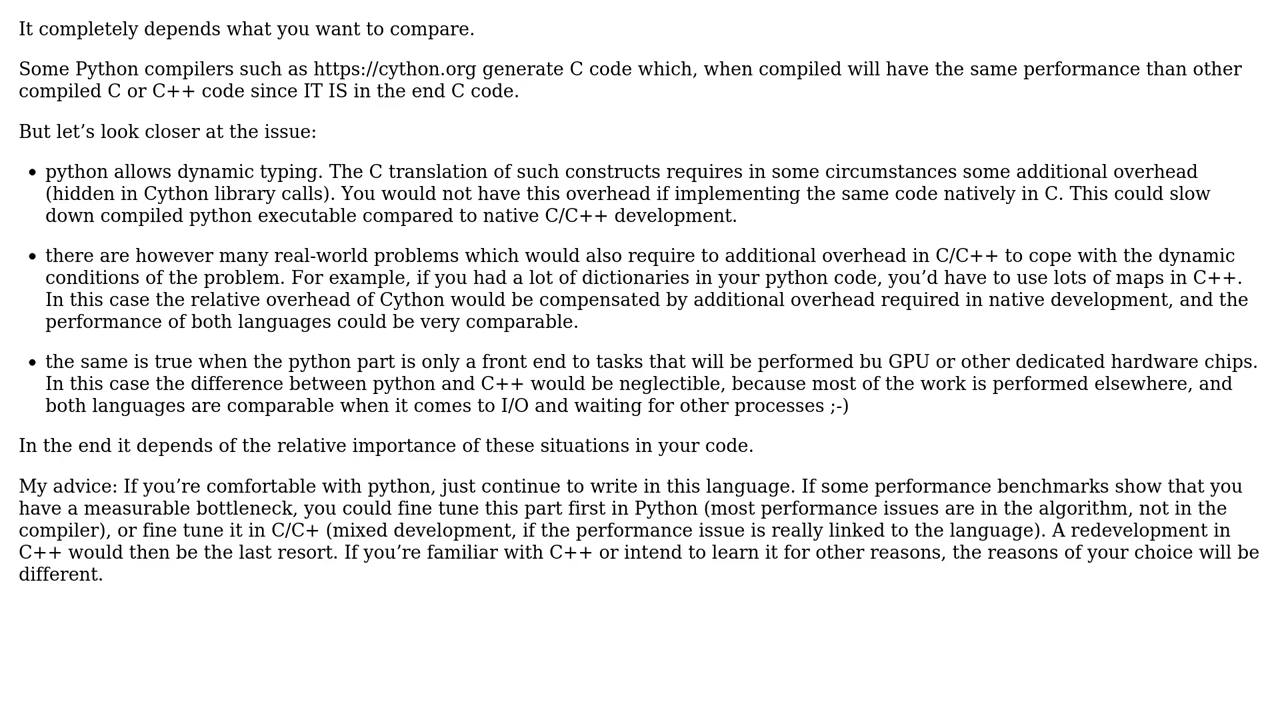 It completely depends what you want to compare.
Some Python compilers such as https://cython.org generate C code which, when compiled will have the same performance than other
compiled C or C++ code since IT IS in the end C code.
But let’s look closer at the issue:
• python allows dynamic typing. The C translation of such constructs requires in some circumstances some additional overhead
(hidden in Cython library calls). You would not have this overhead if implementing the same code natively in C. This could slow
down compiled python executable compared to native C/C++ development.
• there are however many real-world problems which would also require to additional overhead in C/C++ to cope with the dynamic
conditions of the problem. For example, if you had a lot of dictionaries in your python code, you’d have to use lots of maps in C++.
In this case the relative overhead of Cython would be compensated by additional overhead required in native development, and the
performance of both languages could be very comparable.
• the same is true when the python part is only a front end to tasks that will be performed bu GPU or other dedicated hardware chips.
In this case the difference between python and C++ would be neglectible, because most of the work is performed elsewhere, and
both languages are comparable when it comes to I/O and waiting for other processes ;-)
In the end it depends of the relative importance of these situations in your code.
My advice: If you’re comfortable with python, just continue to write in this language. If some performance benchmarks show that you
have a measurable bottleneck, you could fine tune this part first in Python (most performance issues are in the algorithm, not in the
compiler), or fine tune it in C/C+ (mixed development, if the performance issue is really linked to the language). A redevelopment in
C++ would then be the last resort. If you’re familiar with C++ or intend to learn it for other reasons, the reasons of your choice will be
different.